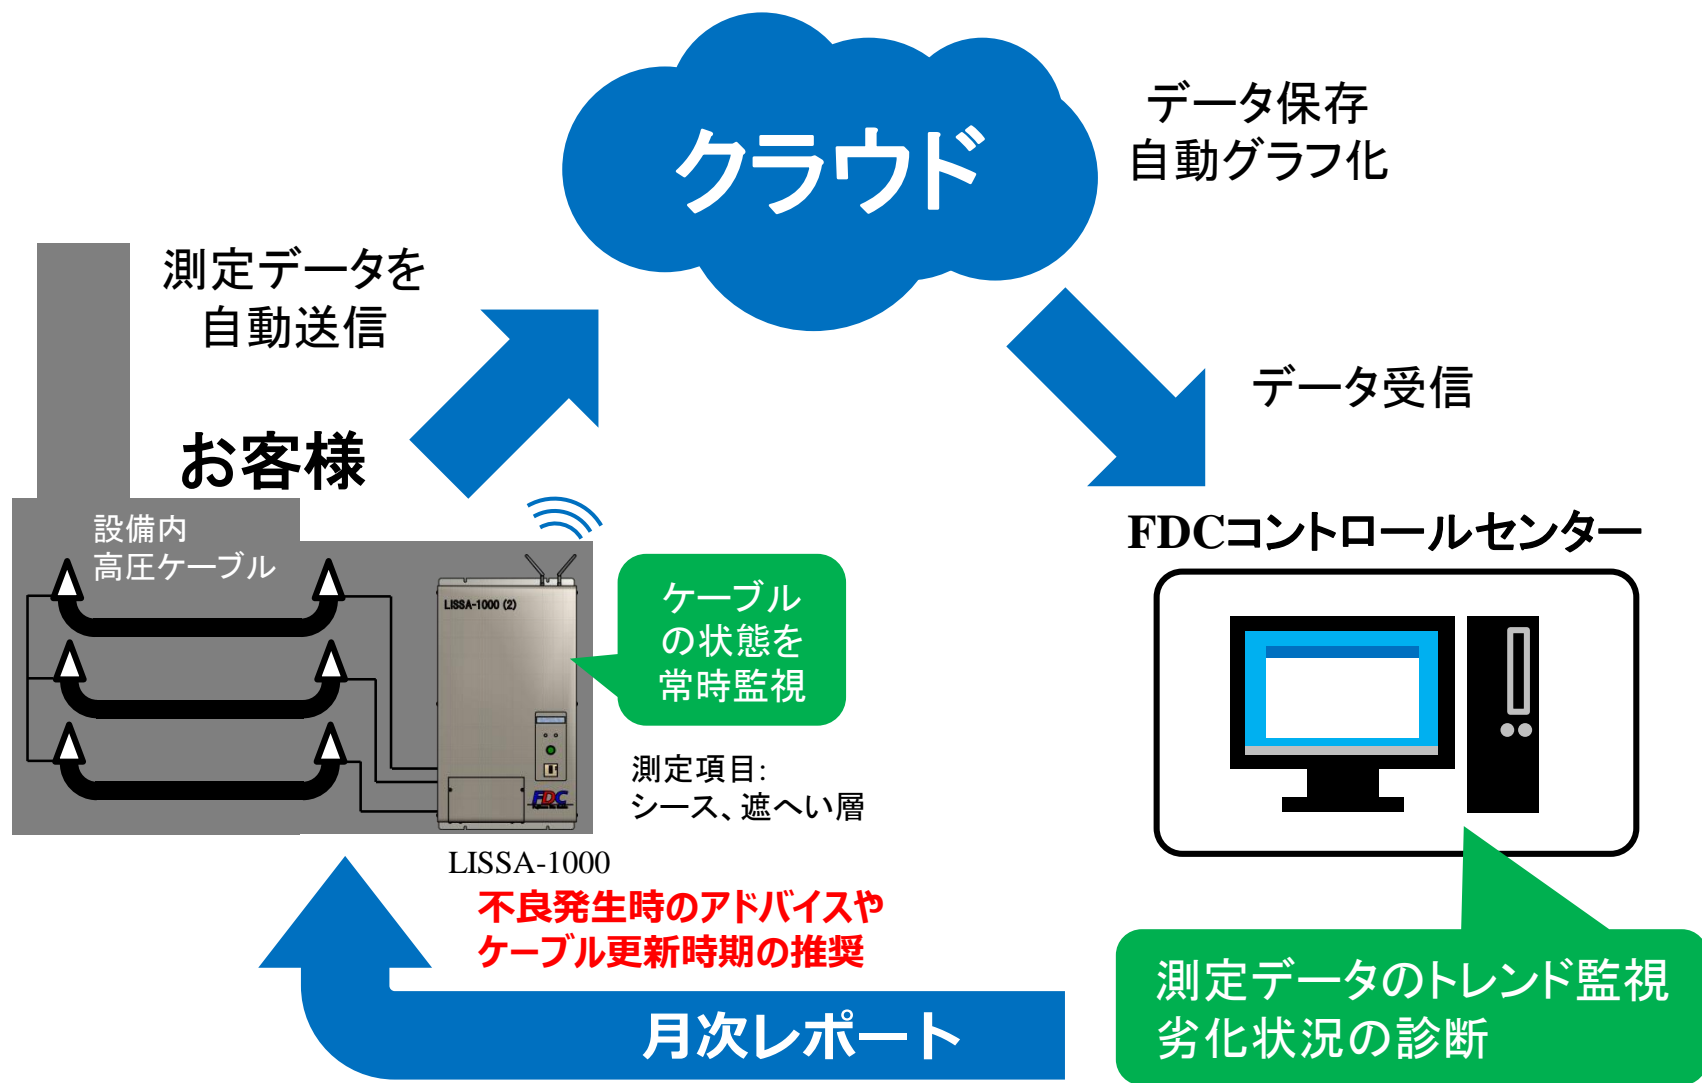 クラウド
データ保存
自動グラフ化
測定データを
自動送信
データ受信
お客様
設備内
高圧ケーブル
FDCコントロールセンター
LISSA-1000 (2)
ケーブル
の状態を
常時監視
測定項目:
シース、遮へい層
FDC
LISSA-1000
不良発生時のアドバイスや
ケーブル更新時期の推奨
測定データのトレンド監視
劣化状況の診断
月次レポート